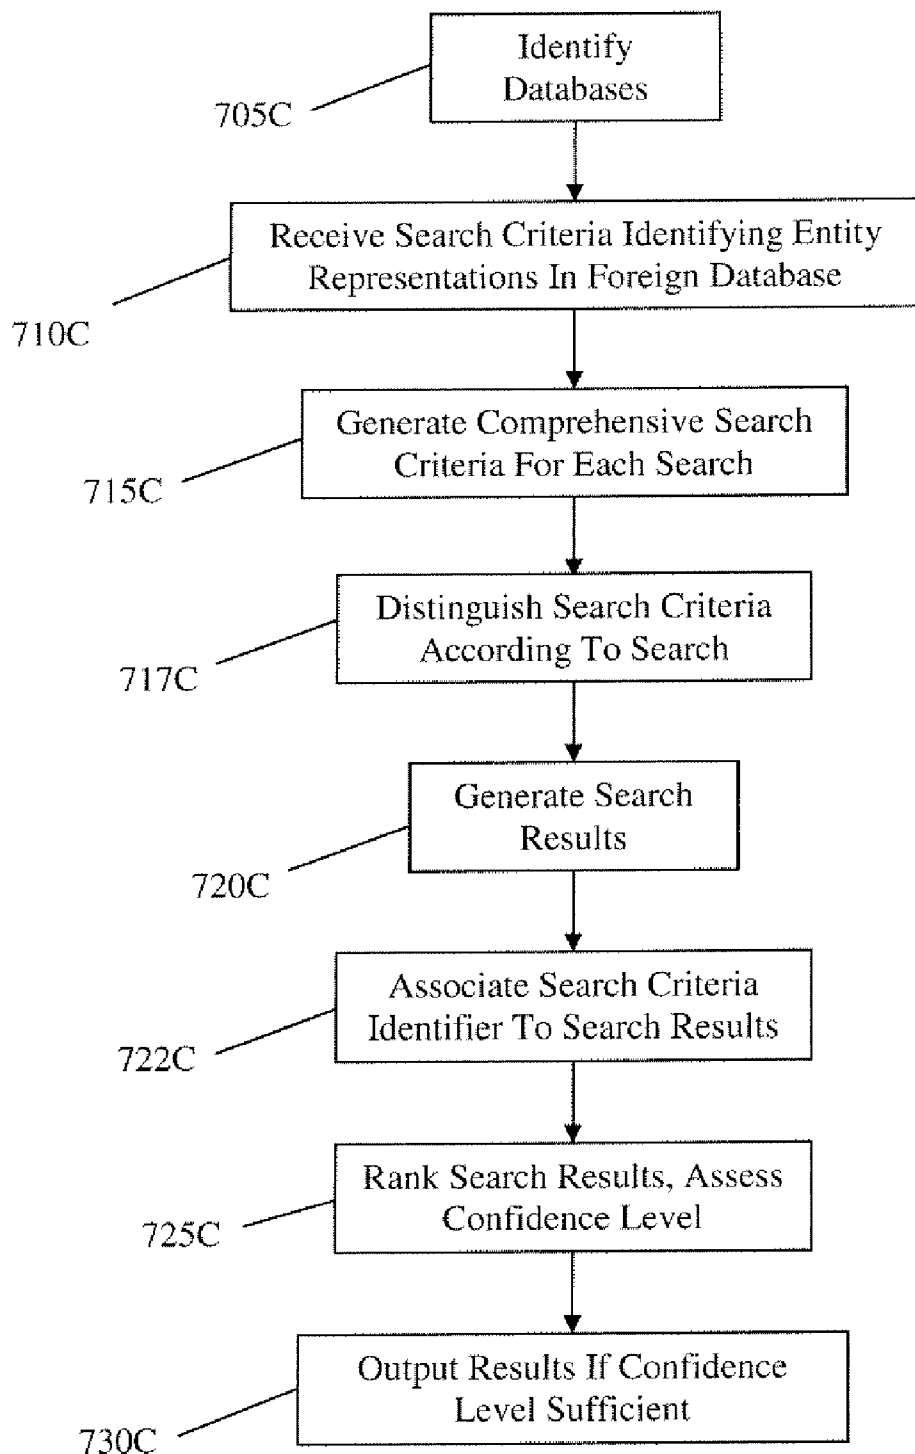 Identify
Databases
705C
Receive Search Criteria Identifying Entity
Representations In Foreign Database
710C
Generate Comprehensive Search
Criteria For Each Search
715C
Distinguish Search Criteria
According To Search
717C
Generate Search
Results
720C
Associate Search Criteria
Identifier To Search Results
722C
Rank Search Results, Assess
Confidence Level
725C
Output Results If Confidence
Level Sufficient
730C